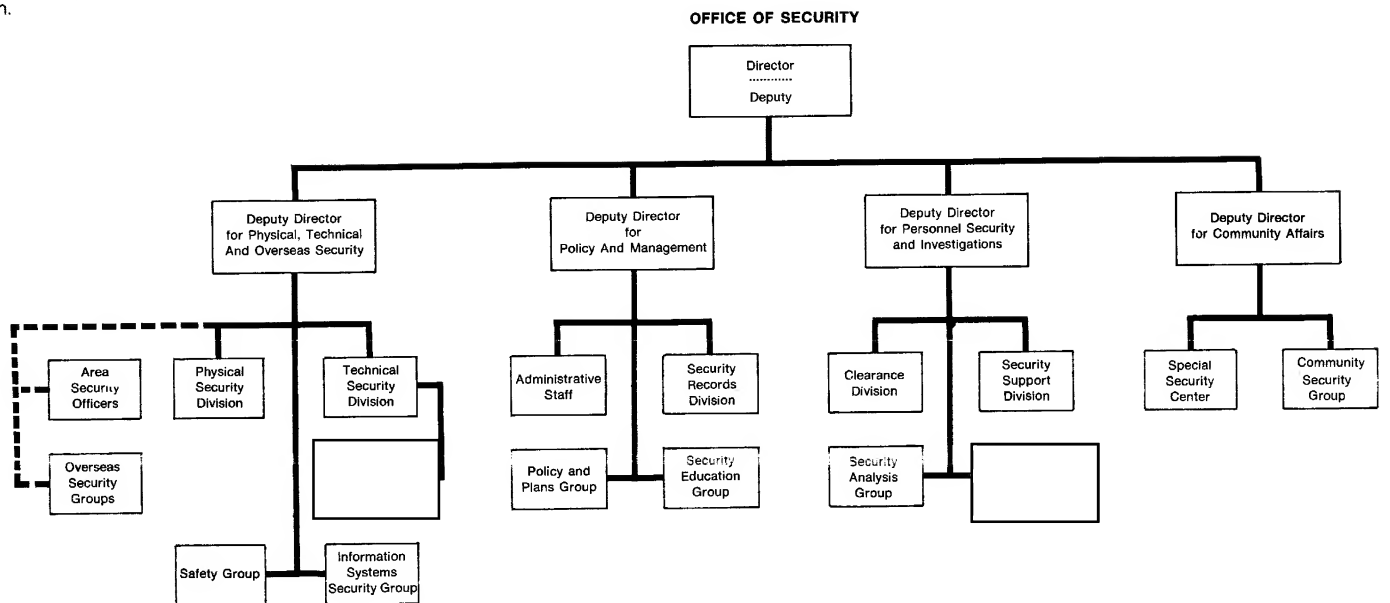 n.
OFFICE OF SECURITY
Director
Deputy
Deputy Director
for Physical, Technical
And Overseas Security
Deputy Director
for
Policy And Management
Deputy Director
for Personnel Security
and Investigations
Deputy Director
for Community Affairs
Area
Security
Officers
Physical
Security
Division
Technical
Security
Division
Administrative
Staff
Security
Records
Division
Clearance
Division
Security
Support
Division
Special
Security
Center
Community
Security
Group
Overseas
Security
Groups
Policy and
Plans Group
Security
Education
Group
Security
Analysis
Group
Safety Group
Information
Systems
Security Group